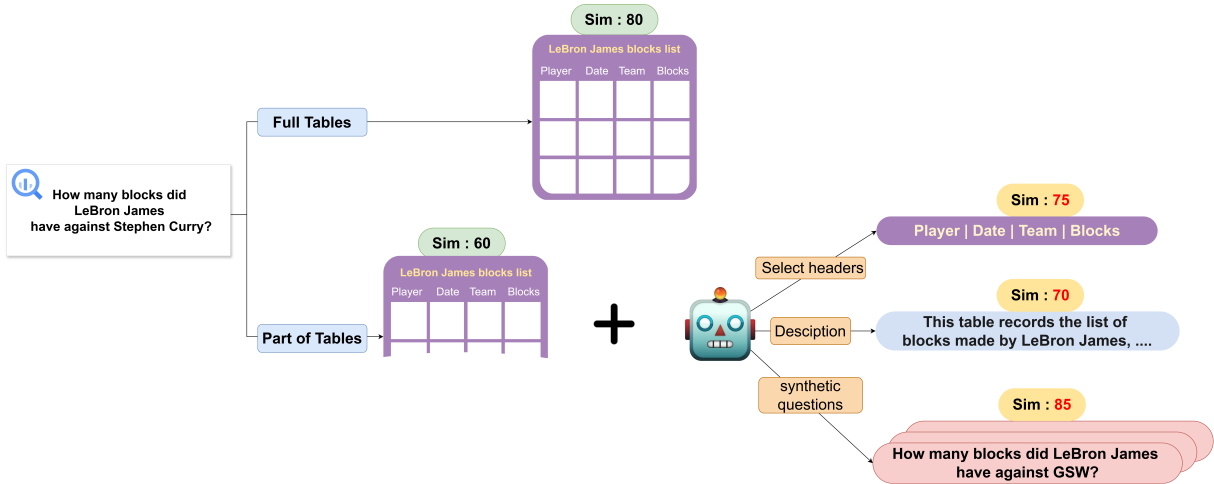 Sim : 80
LeBron James blocks list
Player Date Team Blocks
Full Tables
How many blocks did
LeBron James
have against Stephen Curry?
Sim : 60
LeBron James blocks list
Player Date Team Blocks
Part of Tables
Sim : 75
Player | Date | Team | Blocks
Select headers
Sim : 70
Desciption
This table records the list of
blocks made by LeBron James, ....
synthetic
questions
Sim : 85
How many blocks did LeBron James
have against GSW?